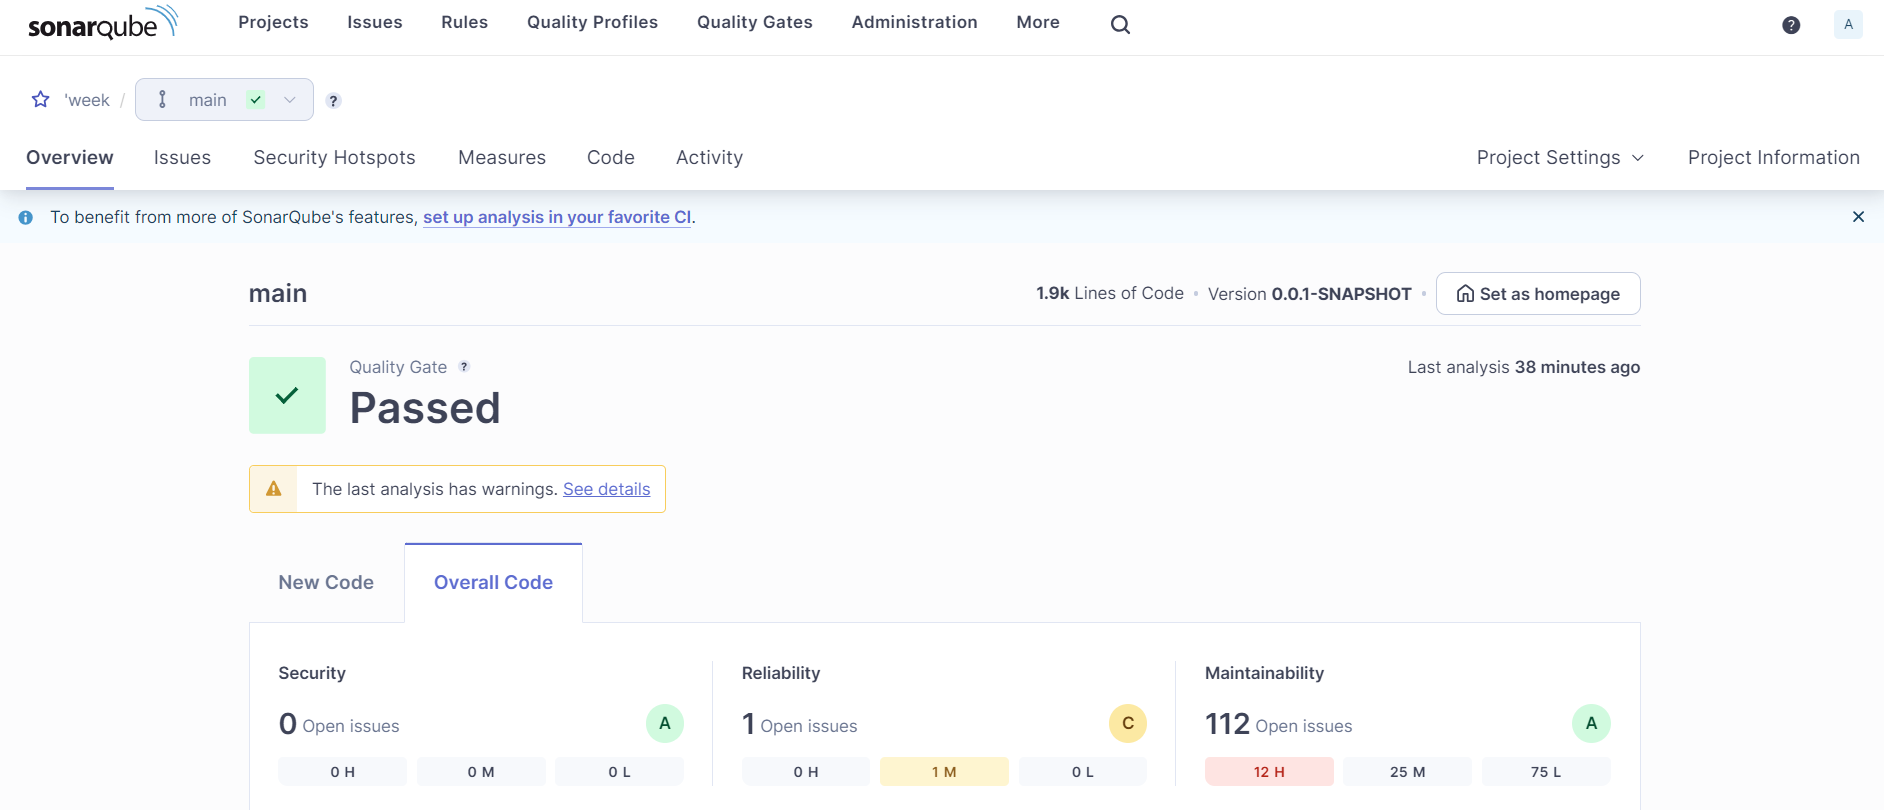 sonarqube Projects Issues Rules Quality Profiles Quality Gates Administration More ? A
'week / main ?
Overview Issues Security Hotspots Measures Code Activity Project Settings Project Information
To benefit from more of SonarQube's features, set up analysis in your favorite CI.
main 1.9k Lines of Code • Version 0.0.1-SNAPSHOT • Set as homepage
Quality Gate ? Last analysis 38 minutes ago
Passed
The last analysis has warnings. See details
New Code Overall Code
Security Reliability Maintainability
0 Open issues A 1 Open issues C 112 Open issues A
0 H 0 M 0 L 0 H 1 M 0 L 12 H 25 M 75 L